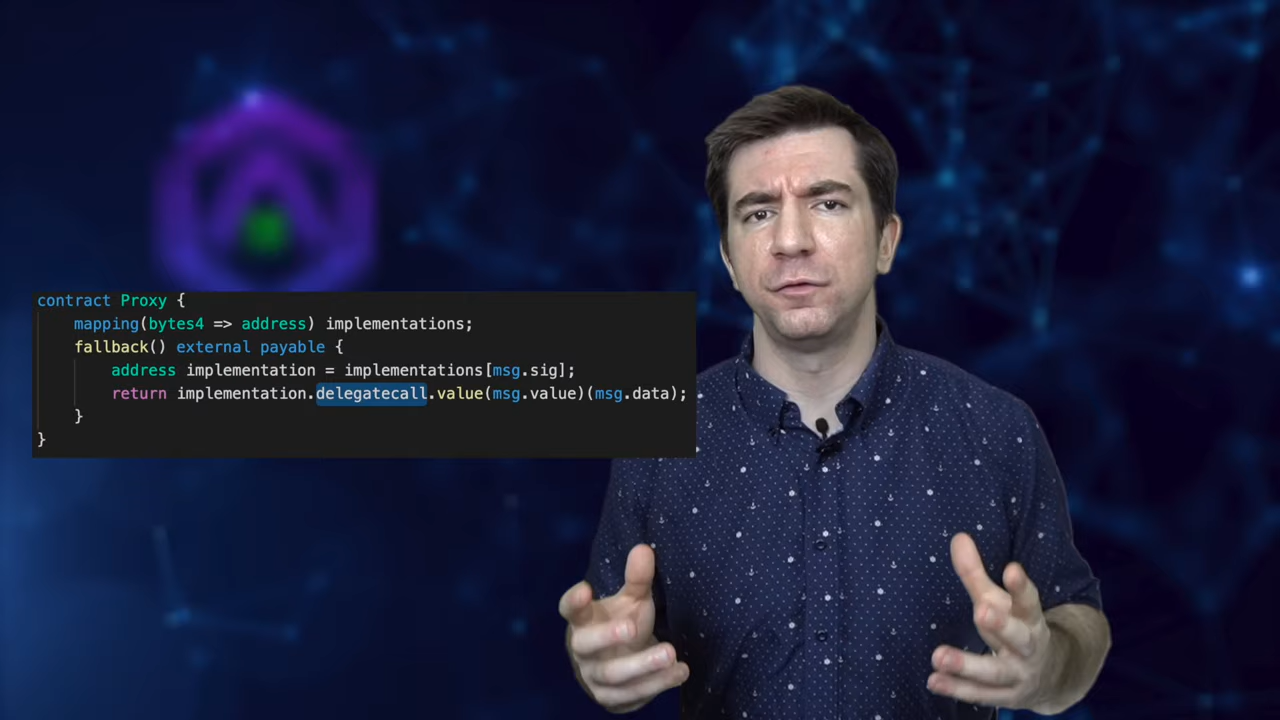 contract Proxy {
mapping(bytes4 => address) implementations;
fallback() external payable {
address implementation = implementations[msg.sig];
return implementation.delegatecall.value(msg.value)(msg.data);
}
}